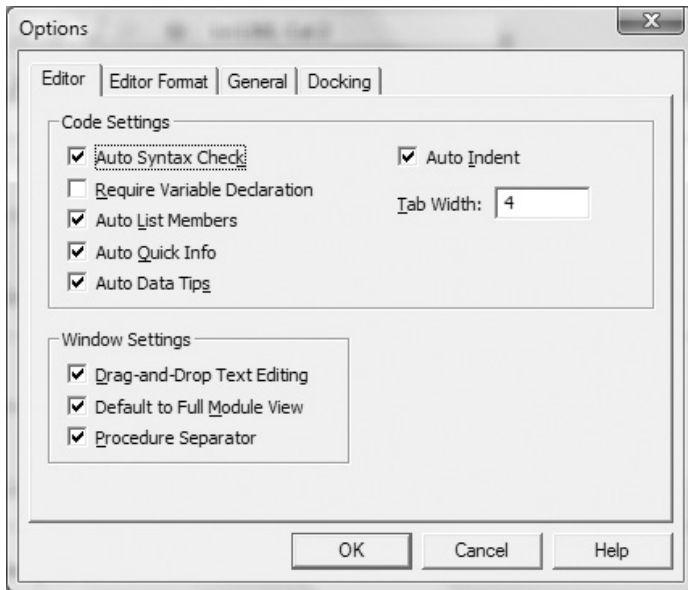 Options
Editor
Editor Format
General
Docking
Code Settings
Auto Syntax Check
Require Variable Declaration
Auto List Members
Auto Quick Info
Auto Data Tips
Auto Indent
Tab Width: 4
Window Settings
Drag-and-Drop Text Editing
Default to Full Module View
Procedure Separator
OK
Cancel
Help